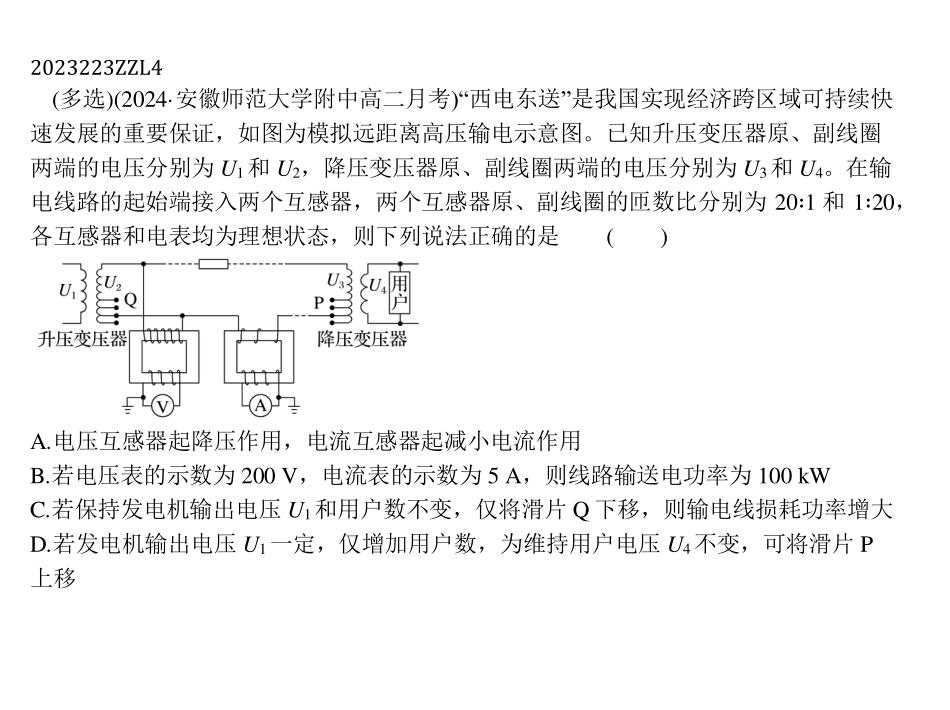 2023223ZZL4
(多选)(2024·安徽师范大学附中高二月考)“西电东送”是我国实现经济跨区域可持续快
速发展的重要保证，如图为模拟远距离高压输电示意图。已知升压变压器原、副线圈
两端的电压分别为 U1 和 U2，降压变压器原、副线圈两端的电压分别为 U3 和 U4。在输
电线路的起始端接入两个互感器，两个互感器原、副线圈的匝数比分别为 20∶1 和 1∶20，
各互感器和电表均为理想状态，则下列说法正确的是 ( )
U1 U2 Q P U3 U4 用户
升压变压器 降压变压器
V A
A.电压互感器起降压作用，电流互感器起减小电流作用
B.若电压表的示数为 200 V，电流表的示数为 5 A，则线路输送电功率为 100 kW
C.若保持发电机输出电压 U1 和用户数不变，仅将滑片 Q 下移，则输电线损耗功率增大
D.若发电机输出电压 U1 一定，仅增加用户数，为维持用户电压 U4 不变，可将滑片 P
上移